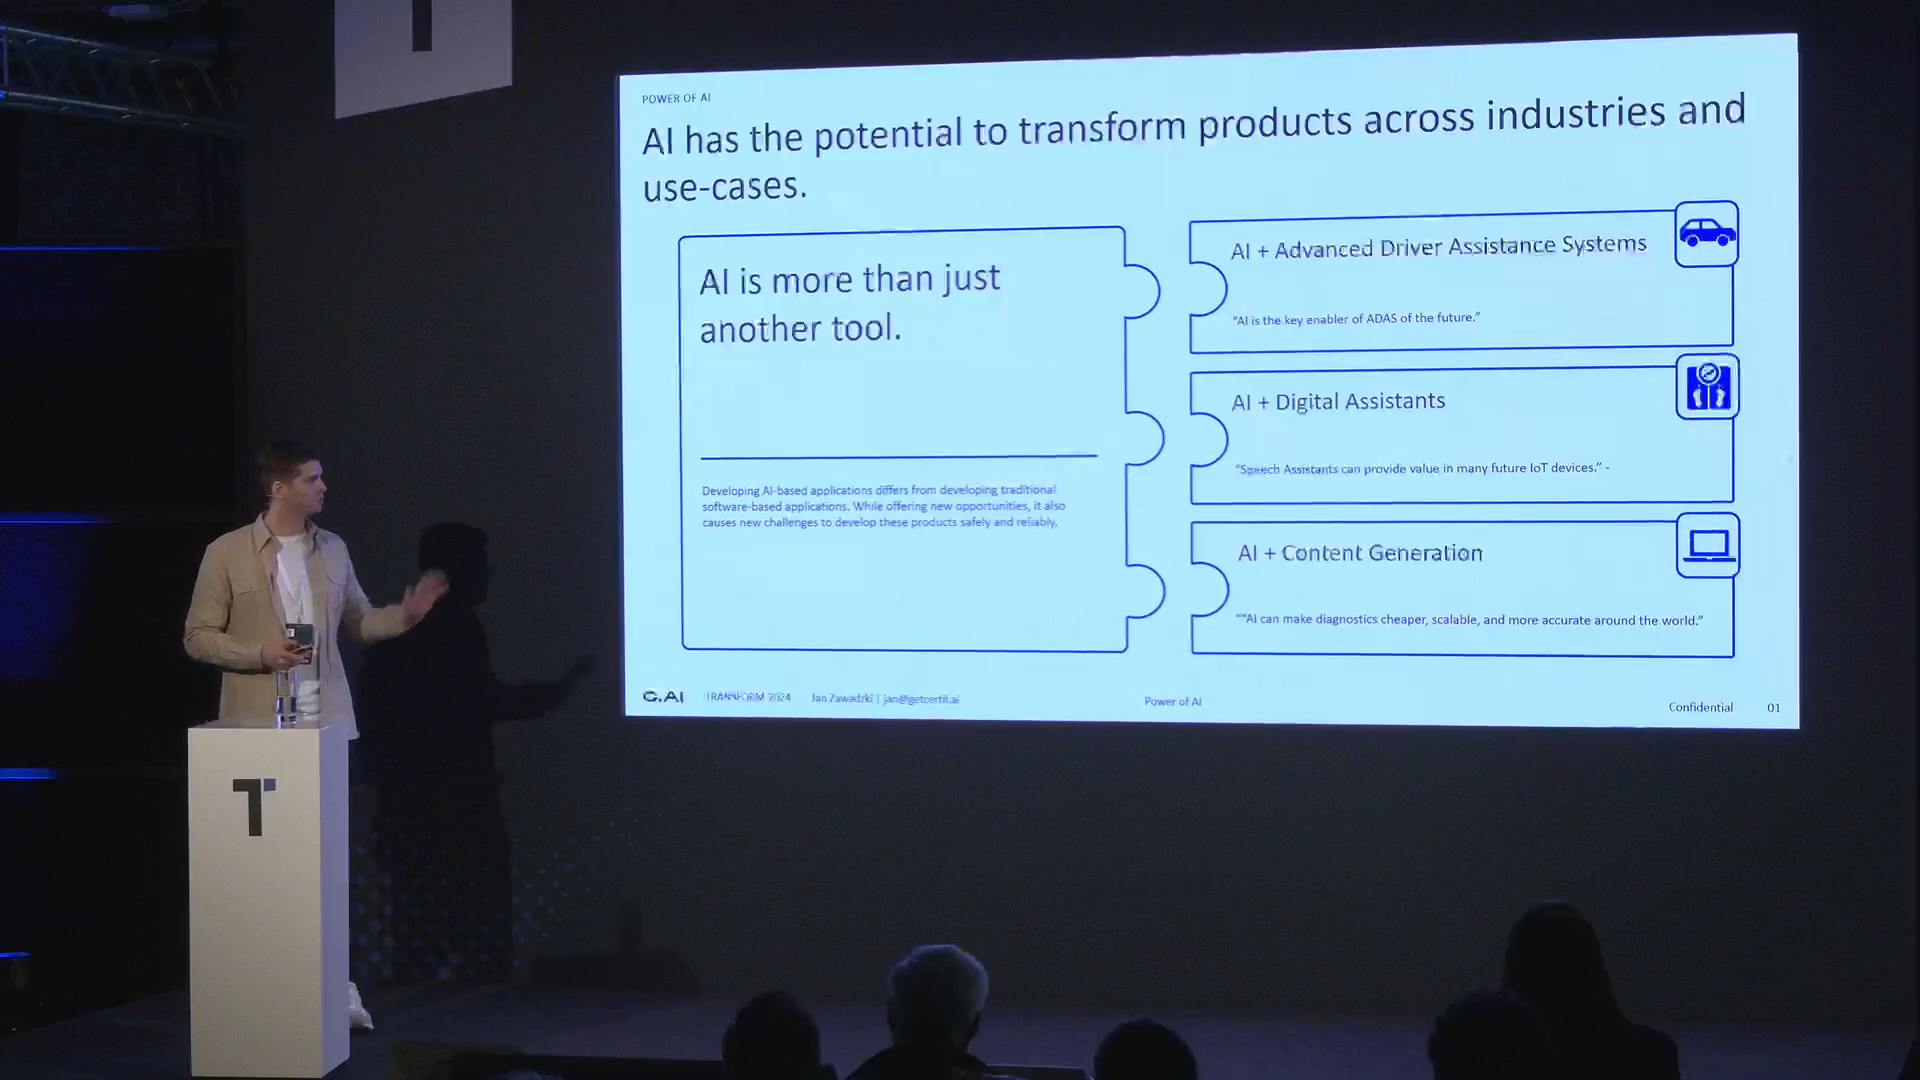 POWER OF AI
AI has the potential to transform products across industries and
use-cases.
AI is more than just
another tool.
Developing AI-based applications differs from developing traditional
software-based applications. While offering new opportunities, it also
causes new challenges to develop these products safely and reliably.
AI + Advanced Driver Assistance Systems
“AI is the key enabler of ADAS of the future.”
AI + Digital Assistants
“Speech Assistants can provide value in many future IoT devices.” -
AI + Content Generation
““AI can make diagnostics cheaper, scalable, and more accurate around the world.”
TRANSFORM 2024
Jan Zawadzki | jan@getcertif.ai
Power of AI
Confidential
01
T